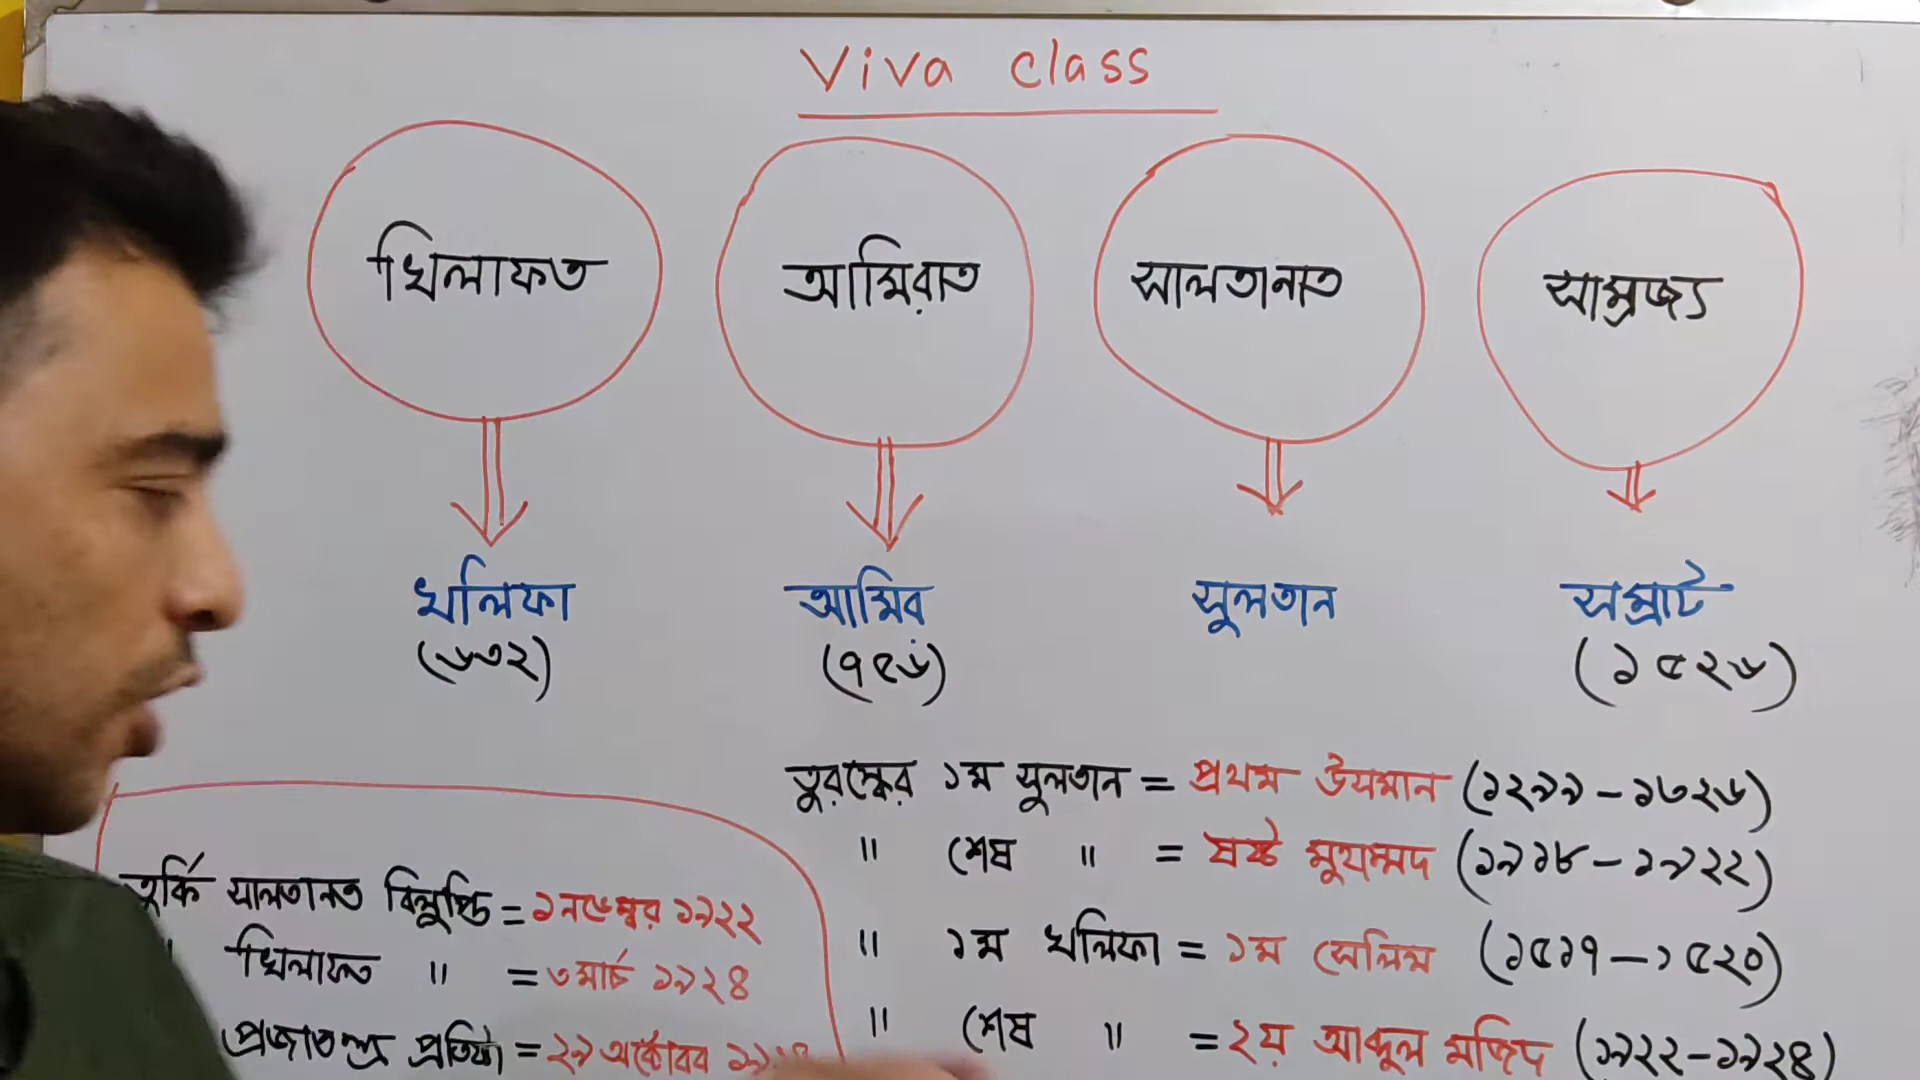 Viva class
খিলাফত আমিরাত সালতানাত সাম্রজ্য
খলিফা আমির সুলতান সম্রাট
(৬৩২) (৭৫৬) (১৫২৬)
তুরস্কের ১ম সুলতান = প্রথম উসমান (১২৯৯ - ১৩২৬)
" শেষ " = ষষ্ঠ মুহাম্মদ (১৯১৮ - ১৯২২)
" ১ম খলিফা = ১ম সেলিম (১৫১৭ - ১৫২০)
" শেষ " = ২য় আব্দুল মজিদ (১৯২২ - ১৯২৪)
তুর্কি সালতানাত বিলুপ্তি = ১ নভেম্বর ১৯২২
" খিলাফত " = ৩ মার্চ ১৯২৪
প্রজাতন্ত্র প্রতিষ্ঠা = ২৯ অক্টোবর